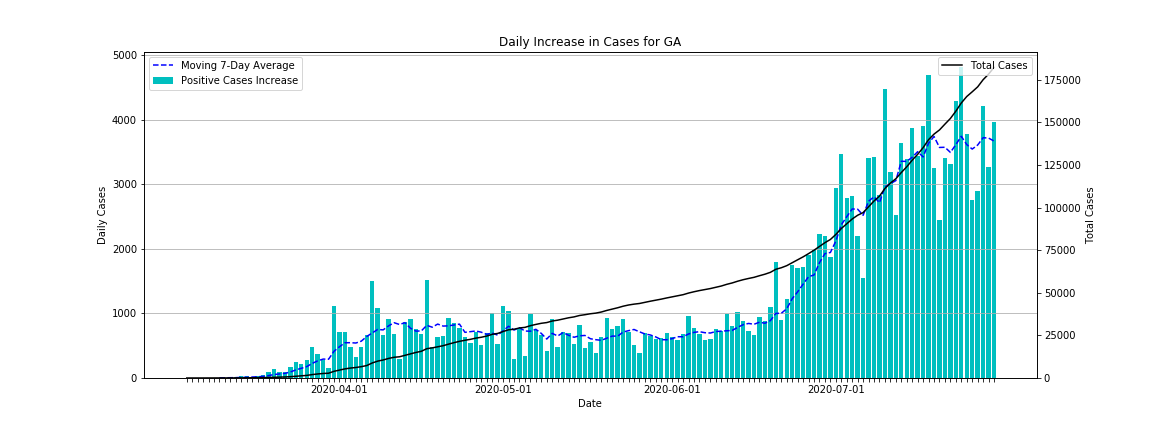 Daily Increase in Cases for GA
Moving 7-Day Average
Positive Cases Increase
Total Cases
5000
4000
3000
2000
1000
0
Daily Cases
175000
150000
125000
100000
75000
50000
25000
0
Total Cases
2020-04-01
2020-05-01
2020-06-01
2020-07-01
Date